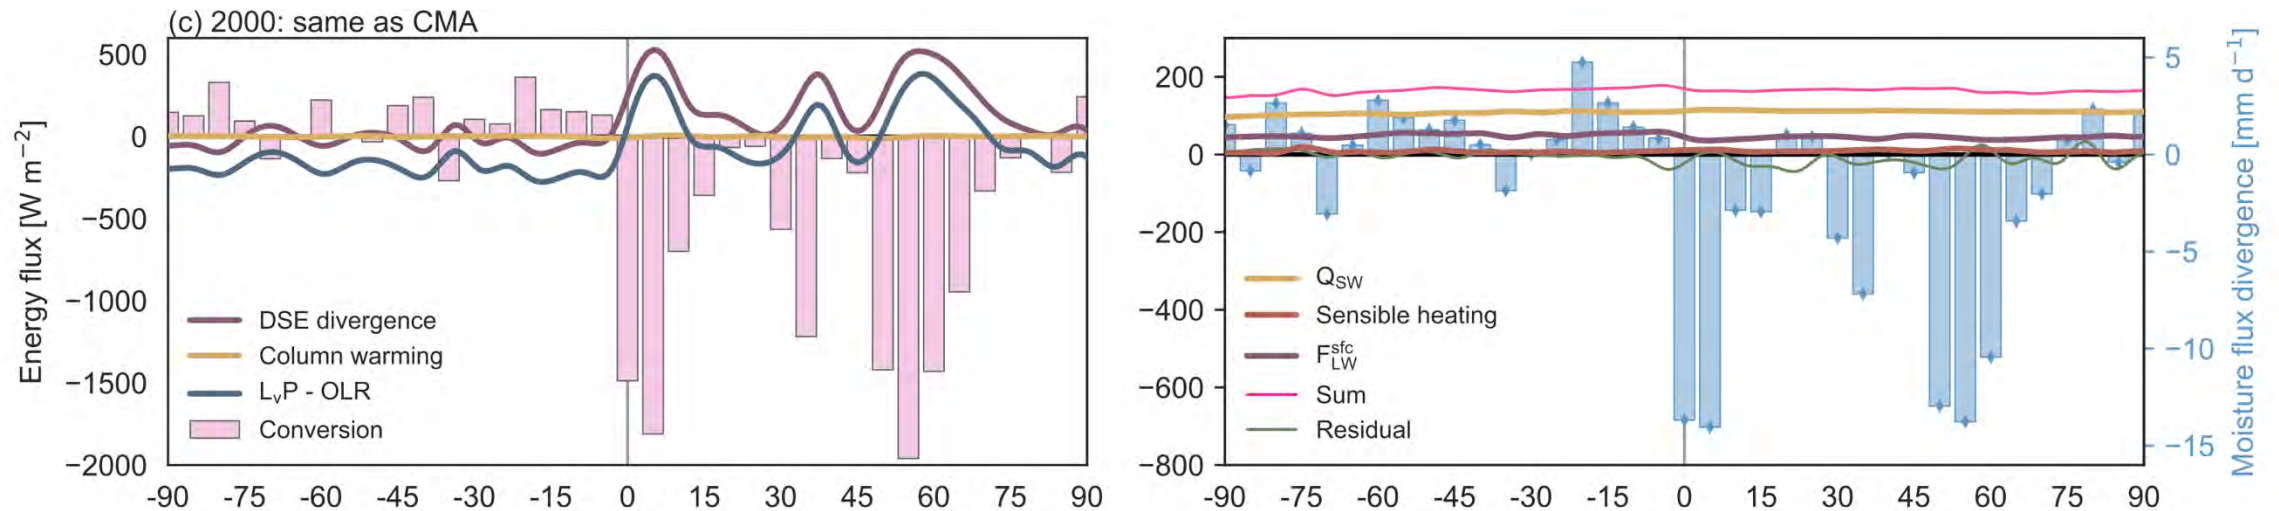 (c) 2000: same as CMA
Energy flux [W m⁻²]
500
0
−500
−1000
−1500
−2000
DSE divergence
Column warming
LᵥP - OLR
Conversion
-90 -75 -60 -45 -30 -15 0 15 30 45 60 75 90
200
0
−200
−400
−600
−800
Q_SW
Sensible heating
F_LW^sfc
Sum
Residual
-90 -75 -60 -45 -30 -15 0 15 30 45 60 75 90
5
0
−5
−10
−15
Moisture flux divergence [mm d⁻¹]